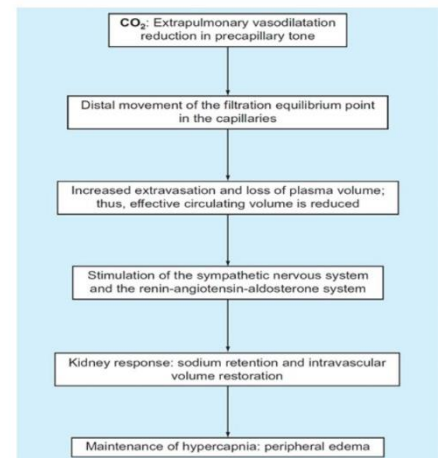 CO₂: Extrapulmonary vasodilatation
reduction in precapillary tone
Distal movement of the filtration equilibrium point
in the capillaries
Increased extravasation and loss of plasma volume;
thus, effective circulating volume is reduced
Stimulation of the sympathetic nervous system
and the renin-angiotensin-aldosterone system
Kidney response: sodium retention and intravascular
volume restoration
Maintenance of hypercapnia: peripheral edema